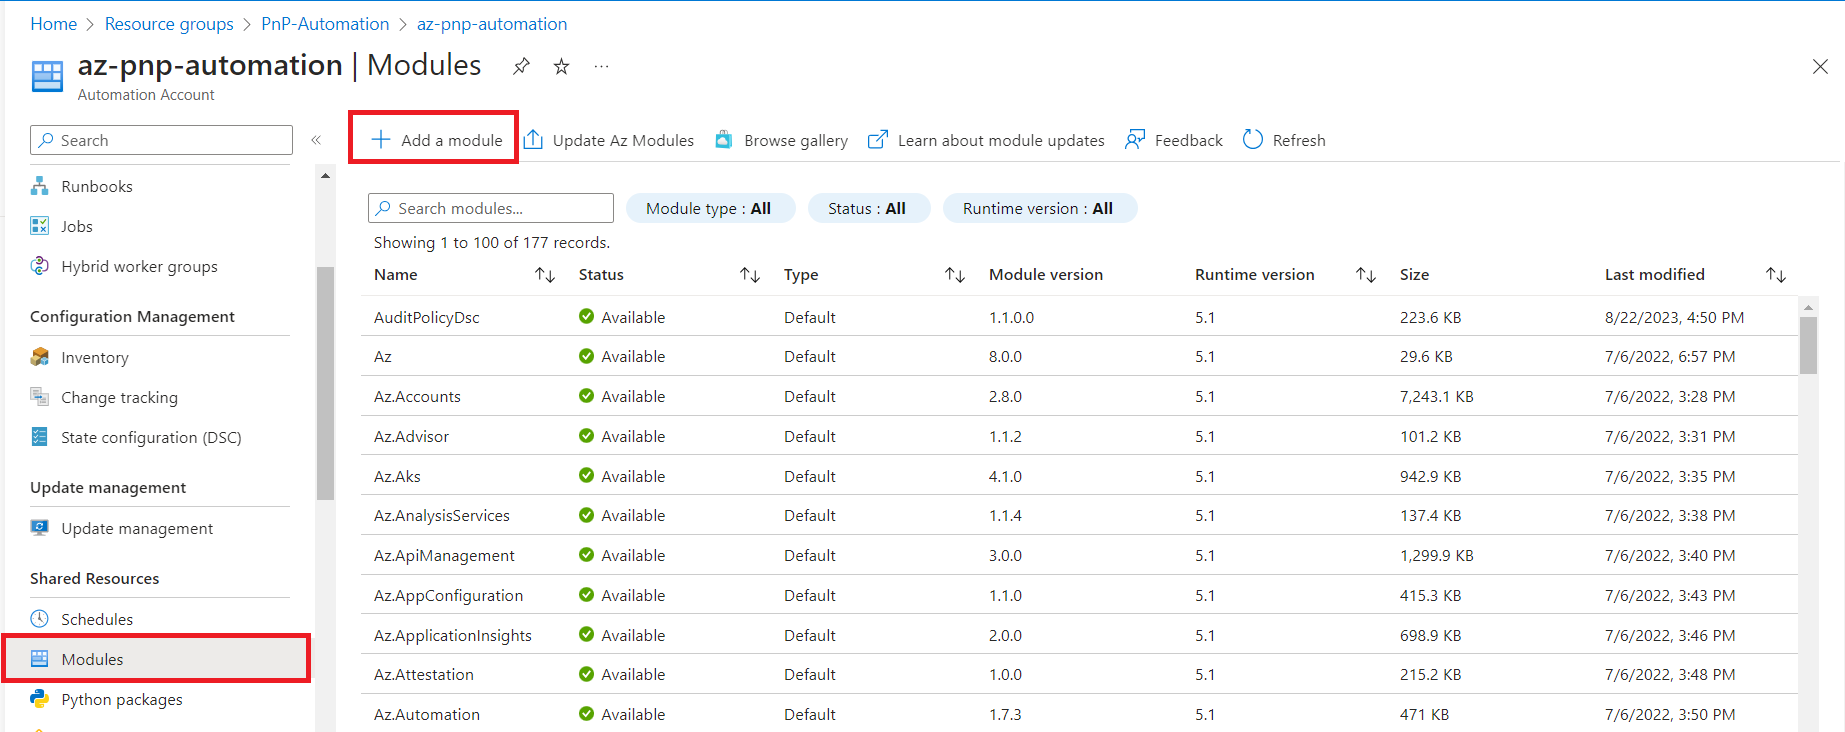 Home > Resource groups > PnP-Automation > az-pnp-automation
az-pnp-automation | Modules
Automation Account
Search
Runbooks
Jobs
Hybrid worker groups
Configuration Management
Inventory
Change tracking
State configuration (DSC)
Update management
Update management
Shared Resources
Schedules
Modules
Python packages
Add a module Update Az Modules Browse gallery Learn about module updates Feedback Refresh
Search modules... Module type : All Status : All Runtime version : All
Showing 1 to 100 of 177 records.
Name Status Type Module version Runtime version Size Last modified
AuditPolicyDsc Available Default 1.1.0.0 5.1 223.6 KB 8/22/2023, 4:50 PM
Az Available Default 8.0.0 5.1 29.6 KB 7/6/2022, 6:57 PM
Az.Accounts Available Default 2.8.0 5.1 7,243.1 KB 7/6/2022, 3:28 PM
Az.Advisor Available Default 1.1.2 5.1 101.2 KB 7/6/2022, 3:31 PM
Az.Aks Available Default 4.1.0 5.1 942.9 KB 7/6/2022, 3:35 PM
Az.AnalysisServices Available Default 1.1.4 5.1 137.4 KB 7/6/2022, 3:38 PM
Az.ApiManagement Available Default 3.0.0 5.1 1,299.9 KB 7/6/2022, 3:40 PM
Az.AppConfiguration Available Default 1.1.0 5.1 415.3 KB 7/6/2022, 3:43 PM
Az.ApplicationInsights Available Default 2.0.0 5.1 698.9 KB 7/6/2022, 3:46 PM
Az.Attestation Available Default 1.0.0 5.1 215.2 KB 7/6/2022, 3:48 PM
Az.Automation Available Default 1.7.3 5.1 471 KB 7/6/2022, 3:50 PM